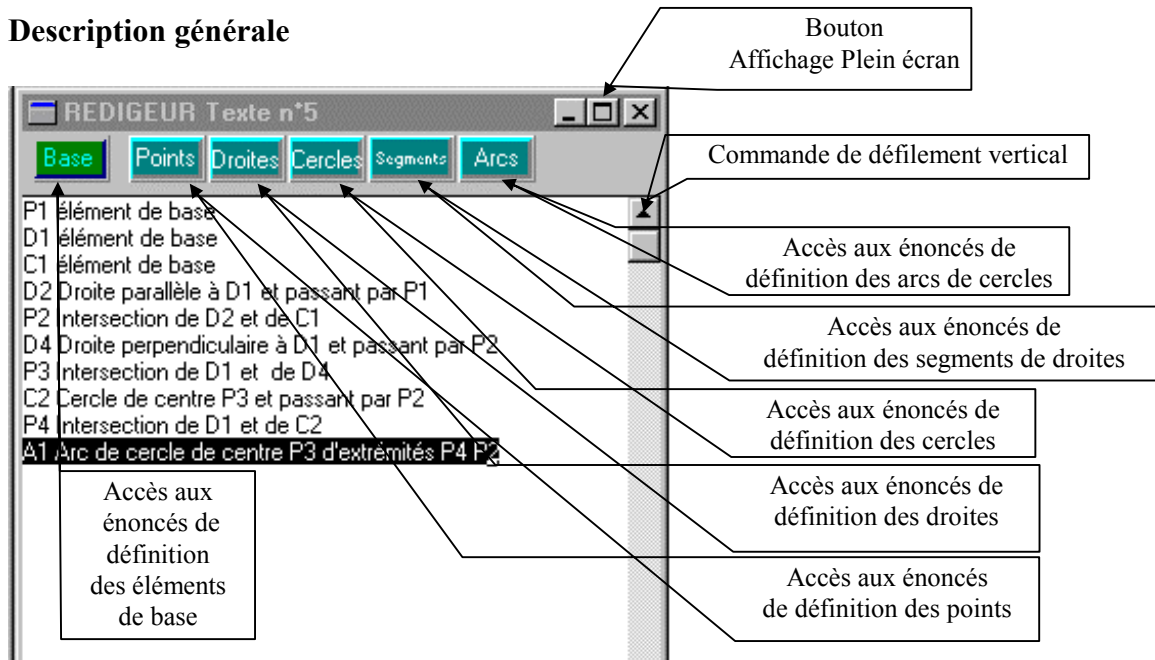 Description générale
Bouton
Affichage Plein écran
REDIGEUR Texte n°5
Base
Points
Droites
Cercles
Segments
Arcs
Commande de défilement vertical
P1 élément de base
D1 élément de base
C1 élément de base
D2 Droite parallèle à D1 et passant par P1
P2 Intersection de D2 et de C1
D4 Droite perpendiculaire à D1 et passant par P2
P3 Intersection de D1 et de D4
C2 Cercle de centre P3 et passant par P2
P4 Intersection de D1 et de C2
A1 Arc de cercle de centre P3 d'extrémités P4 P2
Accès aux énoncés de
définition des arcs de cercles
Accès aux énoncés de
définition des segments de droites
Accès aux énoncés de
définition des cercles
Accès aux énoncés de
définition des droites
Accès aux énoncés
de définition des points
Accès aux
énoncés de
définition
des éléments
de base